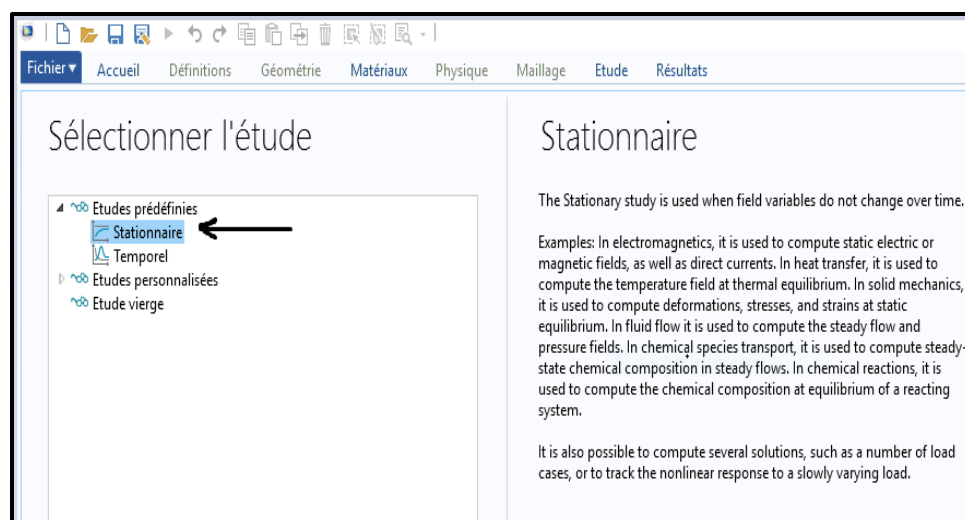 Fichier▾ Accueil Définitions Géométrie Matériaux Physique Maillage Etude Résultats
Sélectionner l'étude
Etudes prédéfinies
Stationnaire
Temporel
Etudes personnalisées
Etude vierge
Stationnaire
The Stationary study is used when field variables do not change over time.
Examples: In electromagnetics, it is used to compute static electric or
magnetic fields, as well as direct currents. In heat transfer, it is used to
compute the temperature field at thermal equilibrium. In solid mechanics,
it is used to compute deformations, stresses, and strains at static
equilibrium. In fluid flow it is used to compute the steady flow and
pressure fields. In chemical species transport, it is used to compute steady-
state chemical composition in steady flows. In chemical reactions, it is
used to compute the chemical composition at equilibrium of a reacting
system.
It is also possible to compute several solutions, such as a number of load
cases, or to track the nonlinear response to a slowly varying load.